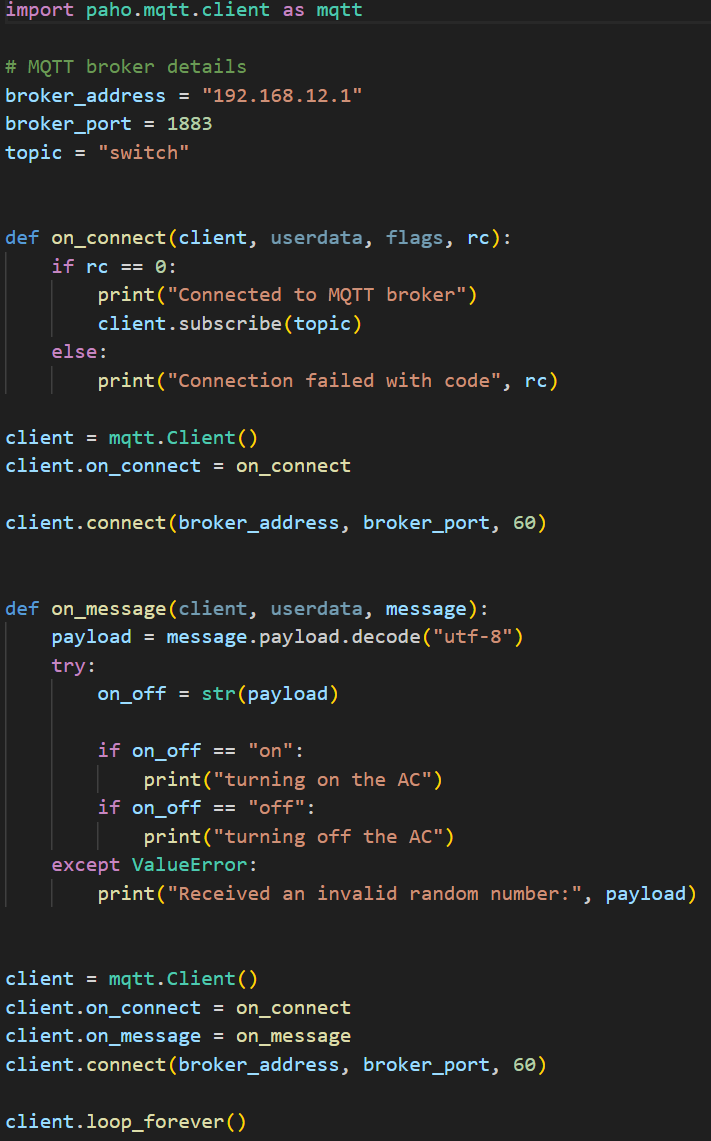 import paho.mqtt.client as mqtt
# MQTT broker details
broker_address = "192.168.12.1"
broker_port = 1883
topic = "switch"
def on_connect(client, userdata, flags, rc):
    if rc == 0:
        print("Connected to MQTT broker")
        client.subscribe(topic)
    else:
        print("Connection failed with code", rc)
client = mqtt.Client()
client.on_connect = on_connect
client.connect(broker_address, broker_port, 60)
def on_message(client, userdata, message):
    payload = message.payload.decode("utf-8")
    try:
        on_off = str(payload)
        if on_off == "on":
            print("turning on the AC")
        if on_off == "off":
            print("turning off the AC")
    except ValueError:
        print("Received an invalid random number:", payload)
client = mqtt.Client()
client.on_connect = on_connect
client.on_message = on_message
client.connect(broker_address, broker_port, 60)
client.loop_forever()